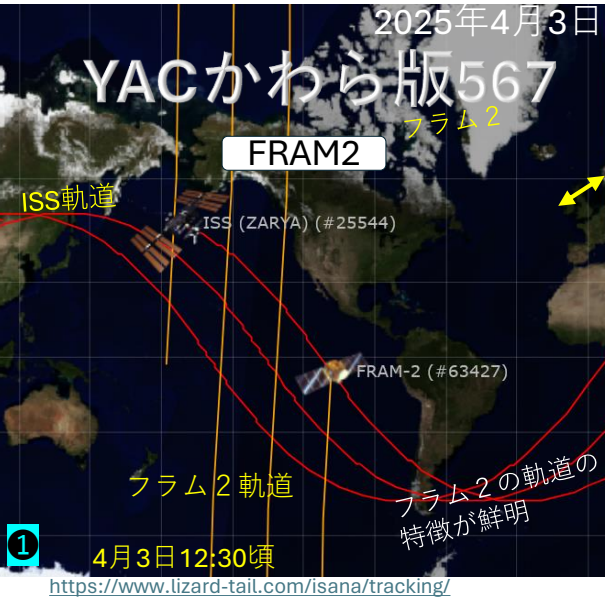 2025年4月3日
YACかわら版567
フラム２
FRAM2
ISS軌道
ISS (ZARYA) (#25544)
FRAM-2 (#63427)
フラム２軌道
フラム２の軌道の
特徴が鮮明
❶
4月3日12:30頃
https://www.lizard-tail.com/isana/tracking/